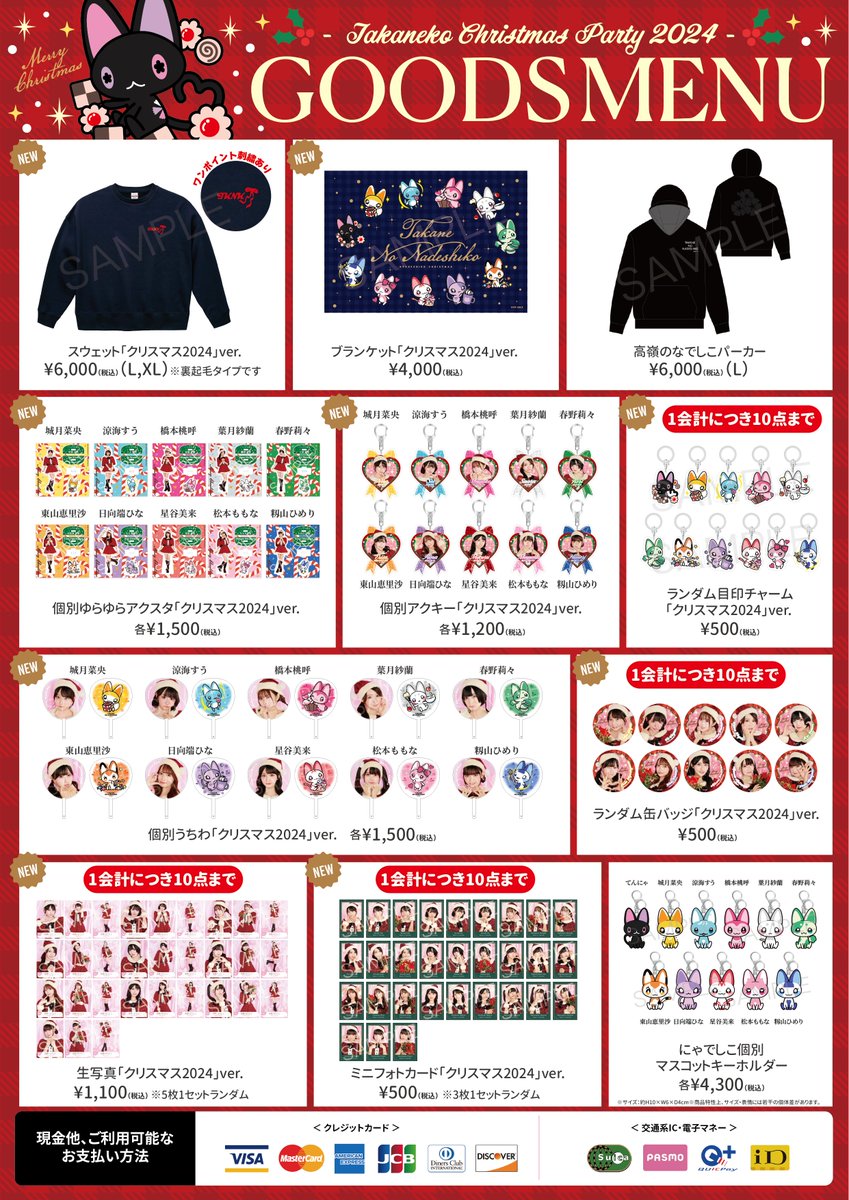 Merry
Christmas
- Takaneko Christmas Party 2024 -
GOODS MENU
NEW
ワンポイント刺繍あり
SAMPLE
スウェット「クリスマス2024」ver.
¥6,000(税込)(L,XL)※裏起毛タイプです
NEW
Takane
No Nadeshiko
SAMPLE
ブランケット「クリスマス2024」ver.
¥4,000(税込)
SAMPLE
高嶺のなでしこパーカー
¥6,000(税込)(L)
NEW
城月菜央 涼海すう 橋本桃呼 葉月紗蘭 春野莉々
東山恵里沙 日向端ひな 星谷美来 松本ももな 籾山ひめり
個別ゆらゆらアクスタ「クリスマス2024」ver.
各¥1,500(税込)
NEW
城月菜央 涼海すう 橋本桃呼 葉月紗蘭 春野莉々
東山恵里沙 日向端ひな 星谷美来 松本ももな 籾山ひめり
個別アクキー「クリスマス2024」ver.
各¥1,200(税込)
NEW
1会計につき10点まで
ランダム目印チャーム
「クリスマス2024」ver.
¥500(税込)
NEW
城月菜央 涼海すう 橋本桃呼 葉月紗蘭 春野莉々
東山恵里沙 日向端ひな 星谷美来 松本ももな 籾山ひめり
個別うちわ「クリスマス2024」ver. 各¥1,500(税込)
NEW
1会計につき10点まで
ランダム缶バッジ「クリスマス2024」ver.
¥500(税込)
NEW
1会計につき10点まで
生写真「クリスマス2024」ver.
¥1,100(税込)※5枚1セットランダム
NEW
1会計につき10点まで
ミニフォトカード「クリスマス2024」ver.
¥500(税込)※3枚1セットランダム
てんにゃ 城月菜央 涼海すう 橋本桃呼 葉月紗蘭 春野莉々
東山恵里沙 日向端ひな 星谷美来 松本ももな 籾山ひめり
にゃでしこ個別
マスコットキーホルダー
各¥4,300(税込)
※サイズ:約H10×W6×D4cm※商品特性上、サイズ・表情には若干の個体差があります。
現金他、ご利用可能な
お支払い方法
<クレジットカード>
VISA MasterCard AMERICAN EXPRESS JCB Diners Club INTERNATIONAL DISCOVER
<交通系IC・電子マネー>
Suica PASMO QUICPay iD